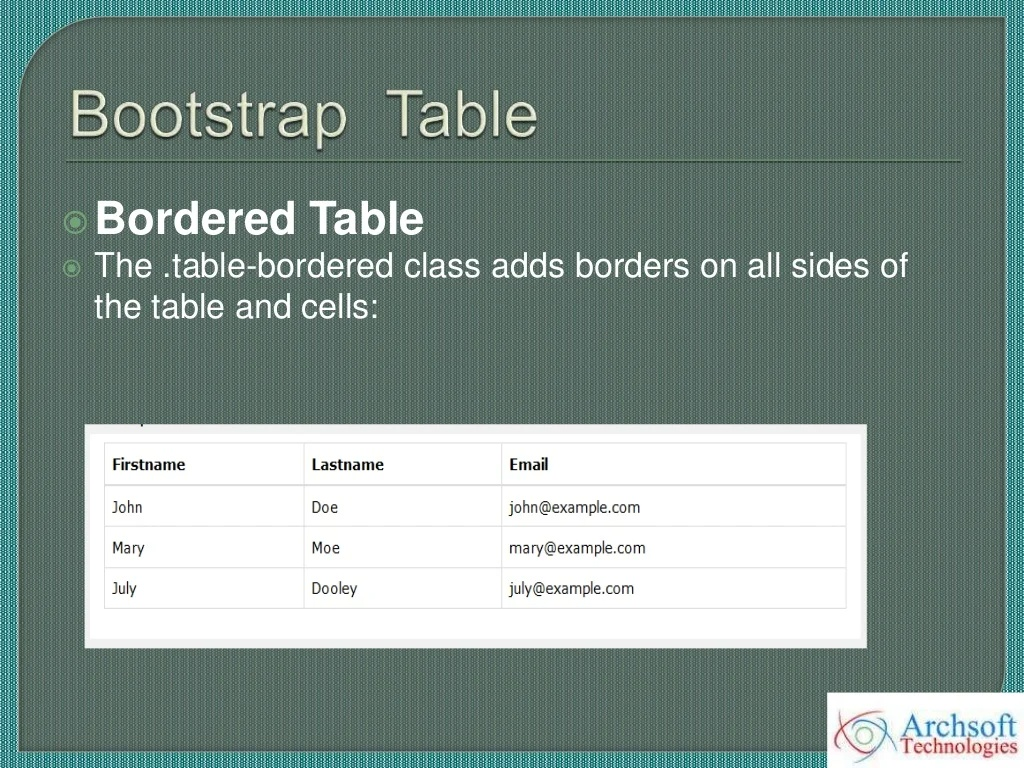 Bootstrap Table
Bordered Table
The .table-bordered class adds borders on all sides of
the table and cells:
Firstname Lastname Email
John Doe john@example.com
Mary Moe mary@example.com
July Dooley july@example.com
Archsoft
Technologies